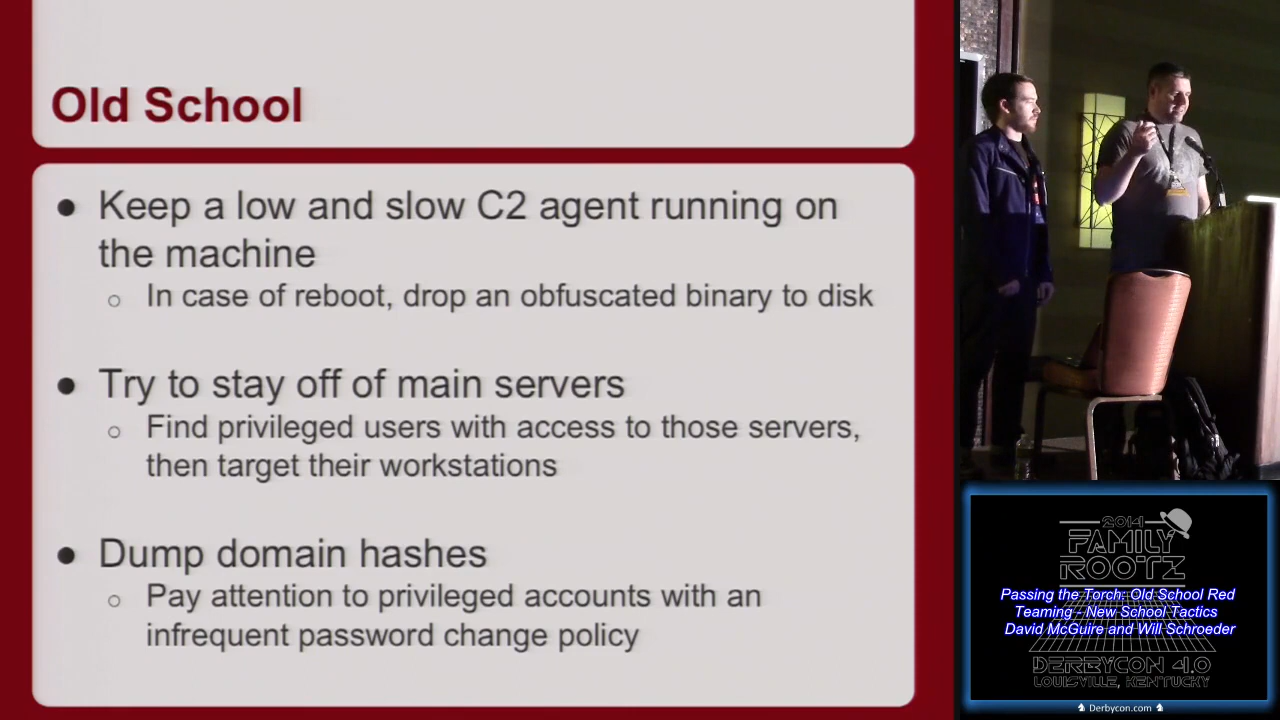 Old School
● Keep a low and slow C2 agent running on
the machine
○ In case of reboot, drop an obfuscated binary to disk
● Try to stay off of main servers
○ Find privileged users with access to those servers,
then target their workstations
● Dump domain hashes
○ Pay attention to privileged accounts with an
infrequent password change policy
2014
FAMILY
ROOTZ
Passing the Torch: Old School Red
Teaming - New School Tactics
David McGuire and Will Schroeder
DERBYCON 4.0
LOUISVILLE, KENTUCKY
Derbycon.com